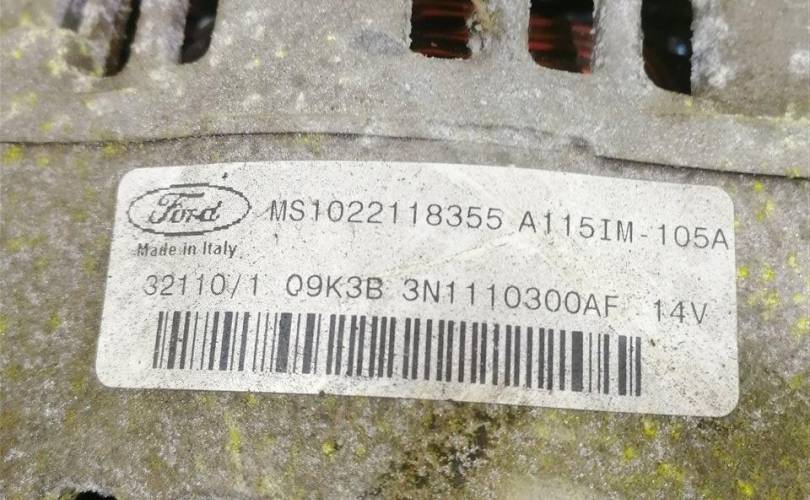 Ford MS1022118355 A115IM-105A
Made in Italy
32110/1 09K3B 3N1110300AF 14V